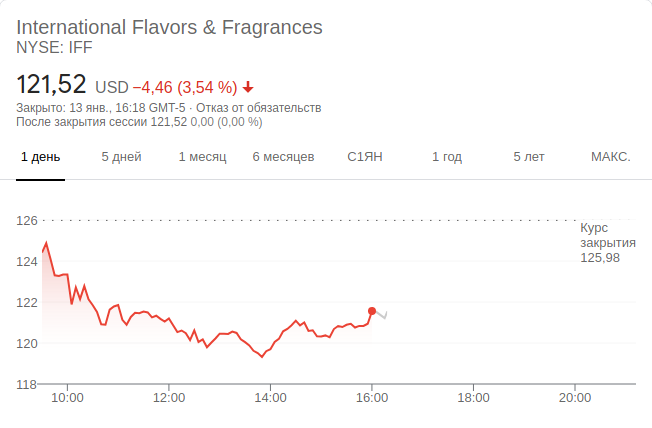 International Flavors & Fragrances
NYSE: IFF
121,52 USD −4,46 (3,54 %)
Закрыто: 13 янв., 16:18 GMT-5 · Отказ от обязательств
После закрытия сессии 121,52 0,00 (0,00 %)
1 день 5 дней 1 месяц 6 месяцев С1ЯН 1 год 5 лет МАКС.
126
Курс
закрытия
125,98
124
122
120
118
10:00 12:00 14:00 16:00 18:00 20:00